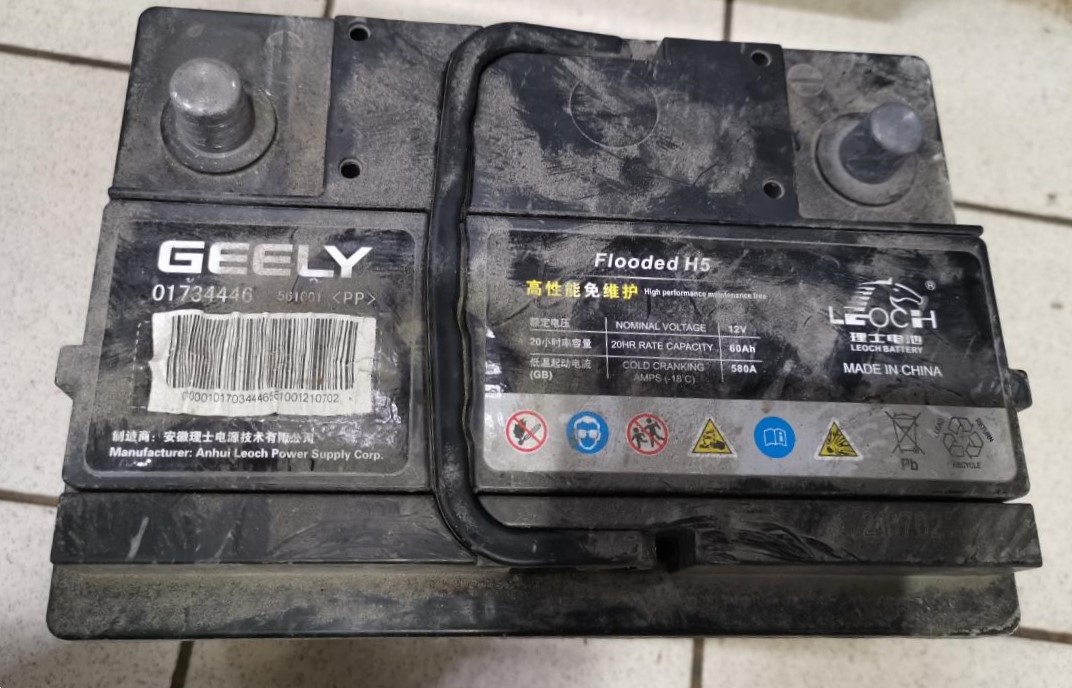 GEELY
01734446 561001 <PP>
制造商：安徽理士电源技术有限公司
Manufacturer: Anhui Leoch Power Supply Corp.
Flooded H5
高性能免维护 High performance maintenance free
额定电压 NOMINAL VOLTAGE 12V
20小时率容量 20HR RATE CAPACITY 60Ah
低温起动电流 COLD CRANKING 580A
(GB) AMPS (-18℃)
LEOCH ®
理士电池
LEOCH BATTERY
MADE IN CHINA
Pb
LEAD RETURN
RECYCLE
210702